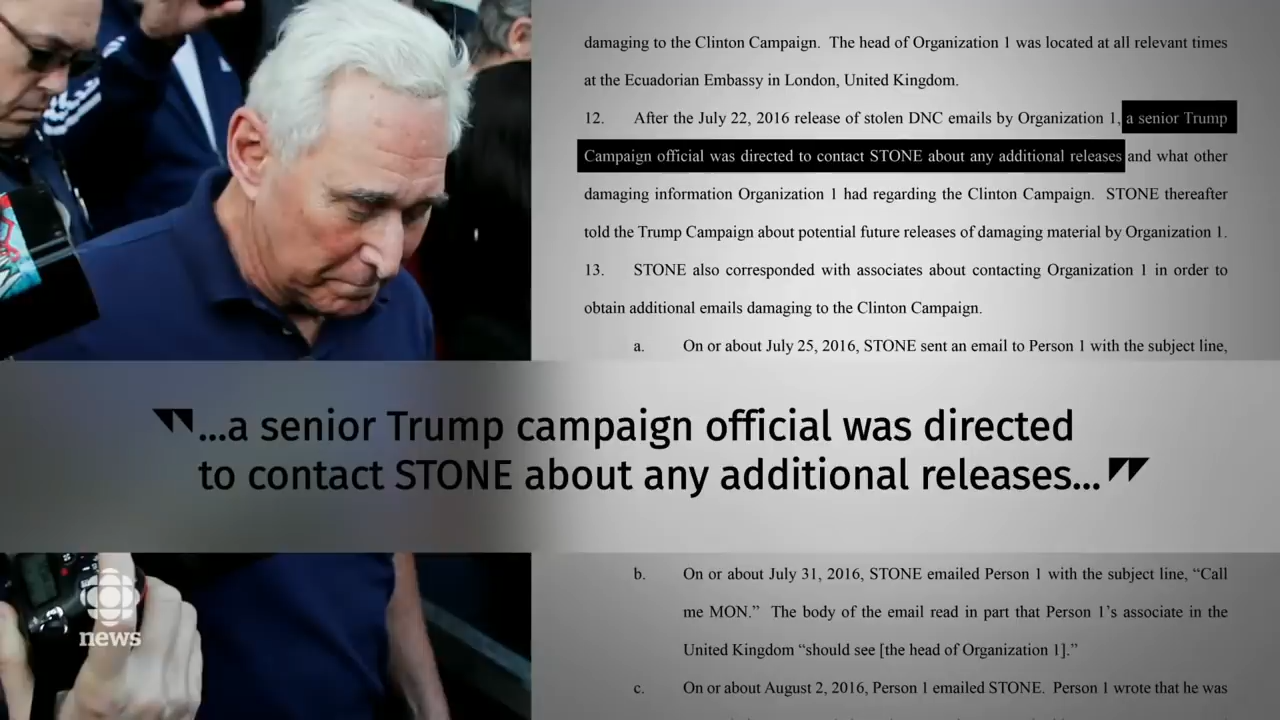 damaging to the Clinton Campaign. The head of Organization 1 was located at all relevant times
at the Ecuadorian Embassy in London, United Kingdom.
12. After the July 22, 2016 release of stolen DNC emails by Organization 1, a senior Trump
Campaign official was directed to contact STONE about any additional releases and what other
damaging information Organization 1 had regarding the Clinton Campaign. STONE thereafter
told the Trump Campaign about potential future releases of damaging material by Organization 1.
13. STONE also corresponded with associates about contacting Organization 1 in order to
obtain additional emails damaging to the Clinton Campaign.
a. On or about July 25, 2016, STONE sent an email to Person 1 with the subject line,
"...a senior Trump campaign official was directed
to contact STONE about any additional releases..."
b. On or about July 31, 2016, STONE emailed Person 1 with the subject line, “Call
me MON.” The body of the email read in part that Person 1’s associate in the
United Kingdom “should see [the head of Organization 1].”
c. On or about August 2, 2016, Person 1 emailed STONE. Person 1 wrote that he was
news